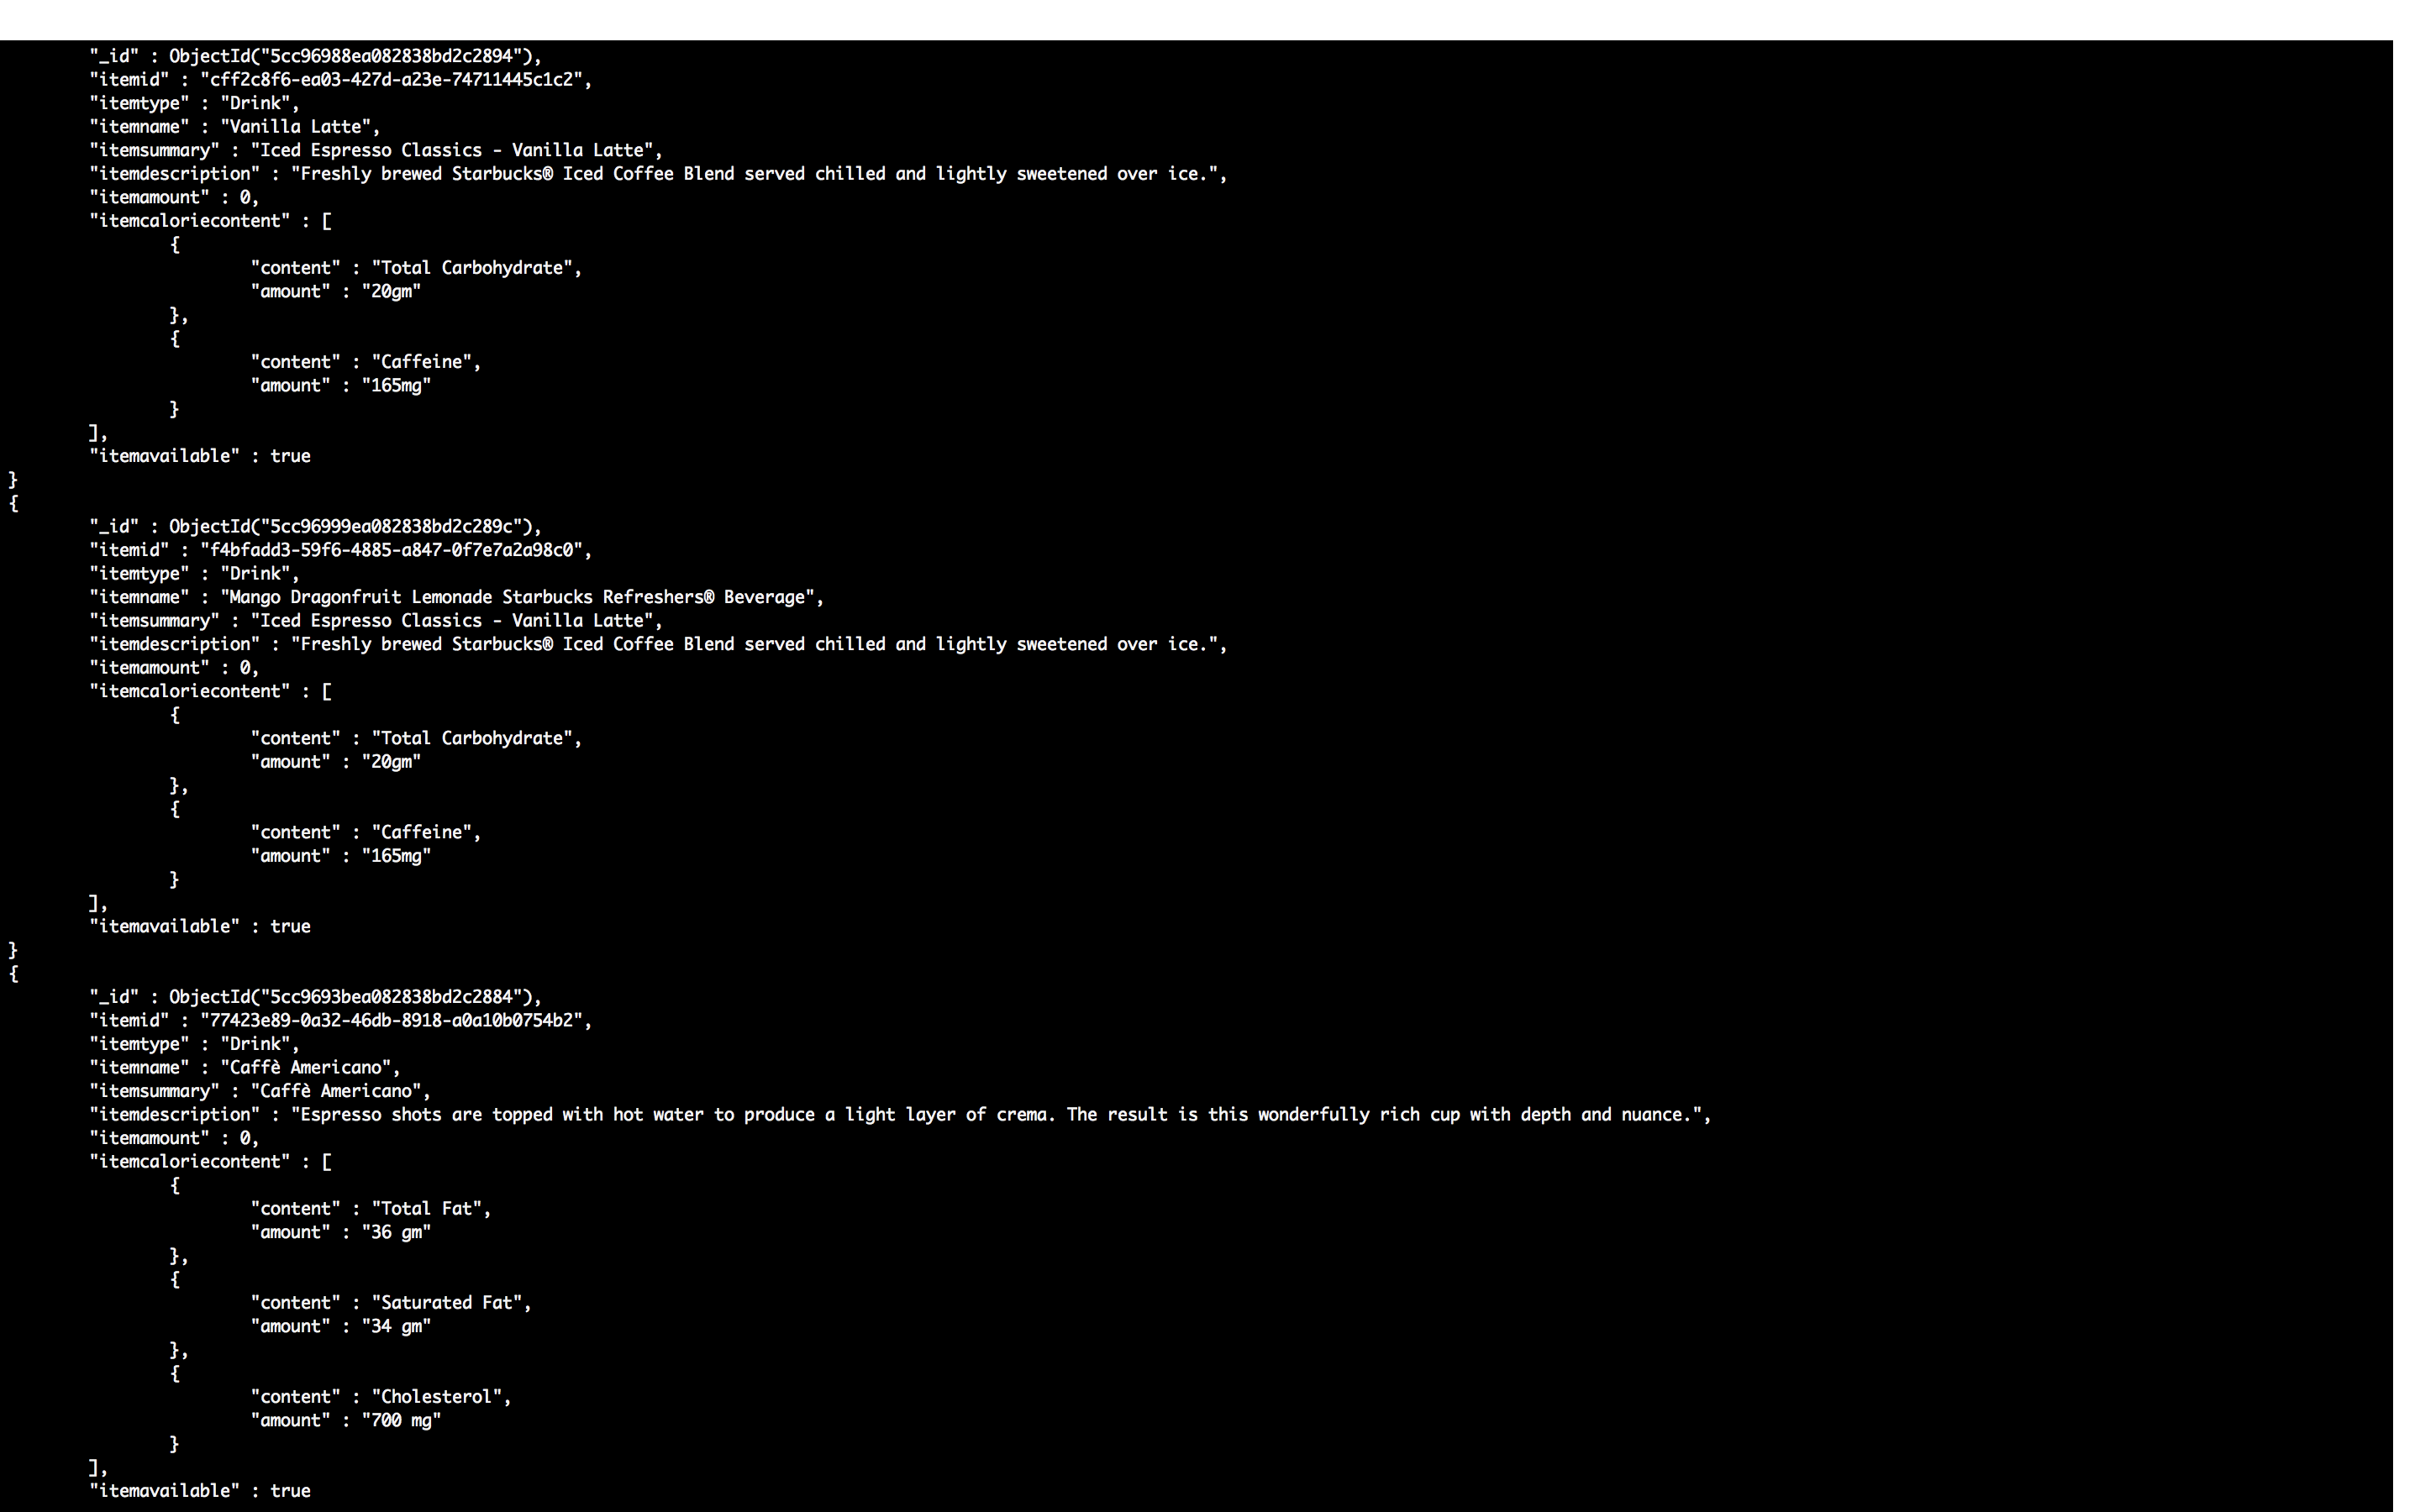 "_id" : ObjectId("5cc96988ea082838bd2c2894"),
"itemid" : "cff2c8f6-ea03-427d-a23e-74711445c1c2",
"itemtype" : "Drink",
"itemname" : "Vanilla Latte",
"itemsummary" : "Iced Espresso Classics - Vanilla Latte",
"itemdescription" : "Freshly brewed Starbucks® Iced Coffee Blend served chilled and lightly sweetened over ice.",
"itemamount" : 0,
"itemcaloriecontent" : [
{
"content" : "Total Carbohydrate",
"amount" : "20gm"
},
{
"content" : "Caffeine",
"amount" : "165mg"
}
],
"itemavailable" : true
}
{
"_id" : ObjectId("5cc96999ea082838bd2c289c"),
"itemid" : "f4bfadd3-59f6-4885-a847-0f7e7a2a98c0",
"itemtype" : "Drink",
"itemname" : "Mango Dragonfruit Lemonade Starbucks Refreshers® Beverage",
"itemsummary" : "Iced Espresso Classics - Vanilla Latte",
"itemdescription" : "Freshly brewed Starbucks® Iced Coffee Blend served chilled and lightly sweetened over ice.",
"itemamount" : 0,
"itemcaloriecontent" : [
{
"content" : "Total Carbohydrate",
"amount" : "20gm"
},
{
"content" : "Caffeine",
"amount" : "165mg"
}
],
"itemavailable" : true
}
{
"_id" : ObjectId("5cc9693bea082838bd2c2884"),
"itemid" : "77423e89-0a32-46db-8918-a0a10b0754b2",
"itemtype" : "Drink",
"itemname" : "Caffè Americano",
"itemsummary" : "Caffè Americano",
"itemdescription" : "Espresso shots are topped with hot water to produce a light layer of crema. The result is this wonderfully rich cup with depth and nuance.",
"itemamount" : 0,
"itemcaloriecontent" : [
{
"content" : "Total Fat",
"amount" : "36 gm"
},
{
"content" : "Saturated Fat",
"amount" : "34 gm"
},
{
"content" : "Cholesterol",
"amount" : "700 mg"
}
],
"itemavailable" : true